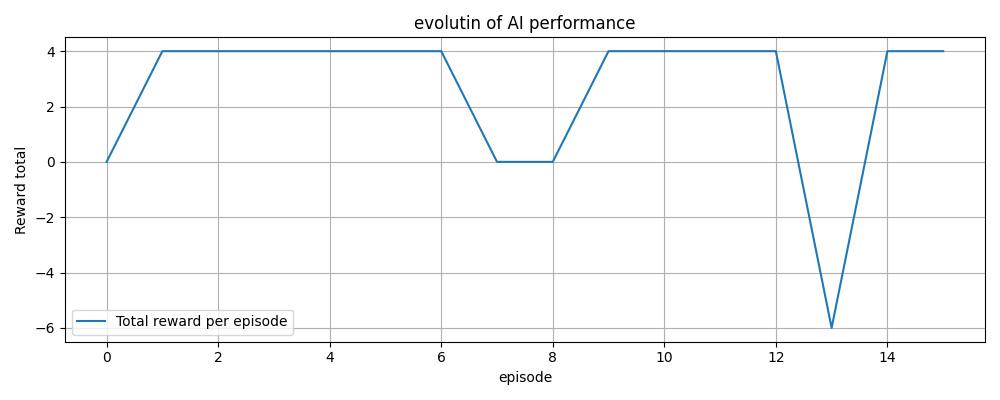 evolutin of AI performance
4
2
0
−2
−4
−6
Reward total
Total reward per episode
0 2 4 6 8 10 12 14
episode